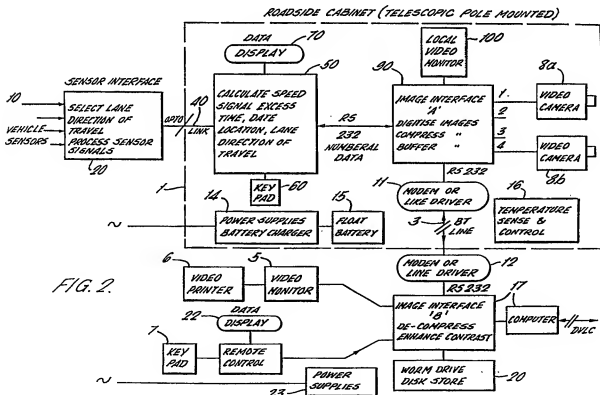 ROADSIDE CABINET (TELESCOPIC POLE MOUNTED)
DATA
DISPLAY
70
50
LOCAL
VIDEO
MONITOR
100
90
SENSOR INTERFACE
10
VEHICLE
SENSORS
SELECT LANE
DIRECTION OF
TRAVEL
PROCESS SENSOR
SIGNALS
20
OPTO
LINK
40
1
CALCULATE SPEED
SIGNAL EXCESS
TIME, DATE
LOCATION, LANE
DIRECTION OF
TRAVEL
RS
232
NUNBERAL
DATA
IMAGE INTERFACE
'A'
DIGITISE IMAGES
COMPRESS "
BUFFER "
1.
2
3
4
8a
VIDEO
CAMERA
VIDEO
CAMERA
8b
KEY
PAD
60
RS 232
11
MODEM OR
LIKE DRIVER
16
TENPERATURE
SENSE &
CONTROL
14
15
~
POWER SUPPLIES
BATTERY CHARGER
FLOAT
BATTERY
3
BT
LINE
FIG. 2.
MODEM OR
LINE DRIVER
12
RS 232
6
VIDEO
PRINTER
5
VIDEO
MONITOR
17
IMAGE INTERFACE
'B'
DE-COMPRESS
ENHANCE CONTRAST
COMPUTER
DVLC
DATA
22
DISPLAY
7
KEY
PAD
REMOTE
CONTROL
WORM DRIVE
DISK STORE
20
~
POWER
SUPPLIES
23